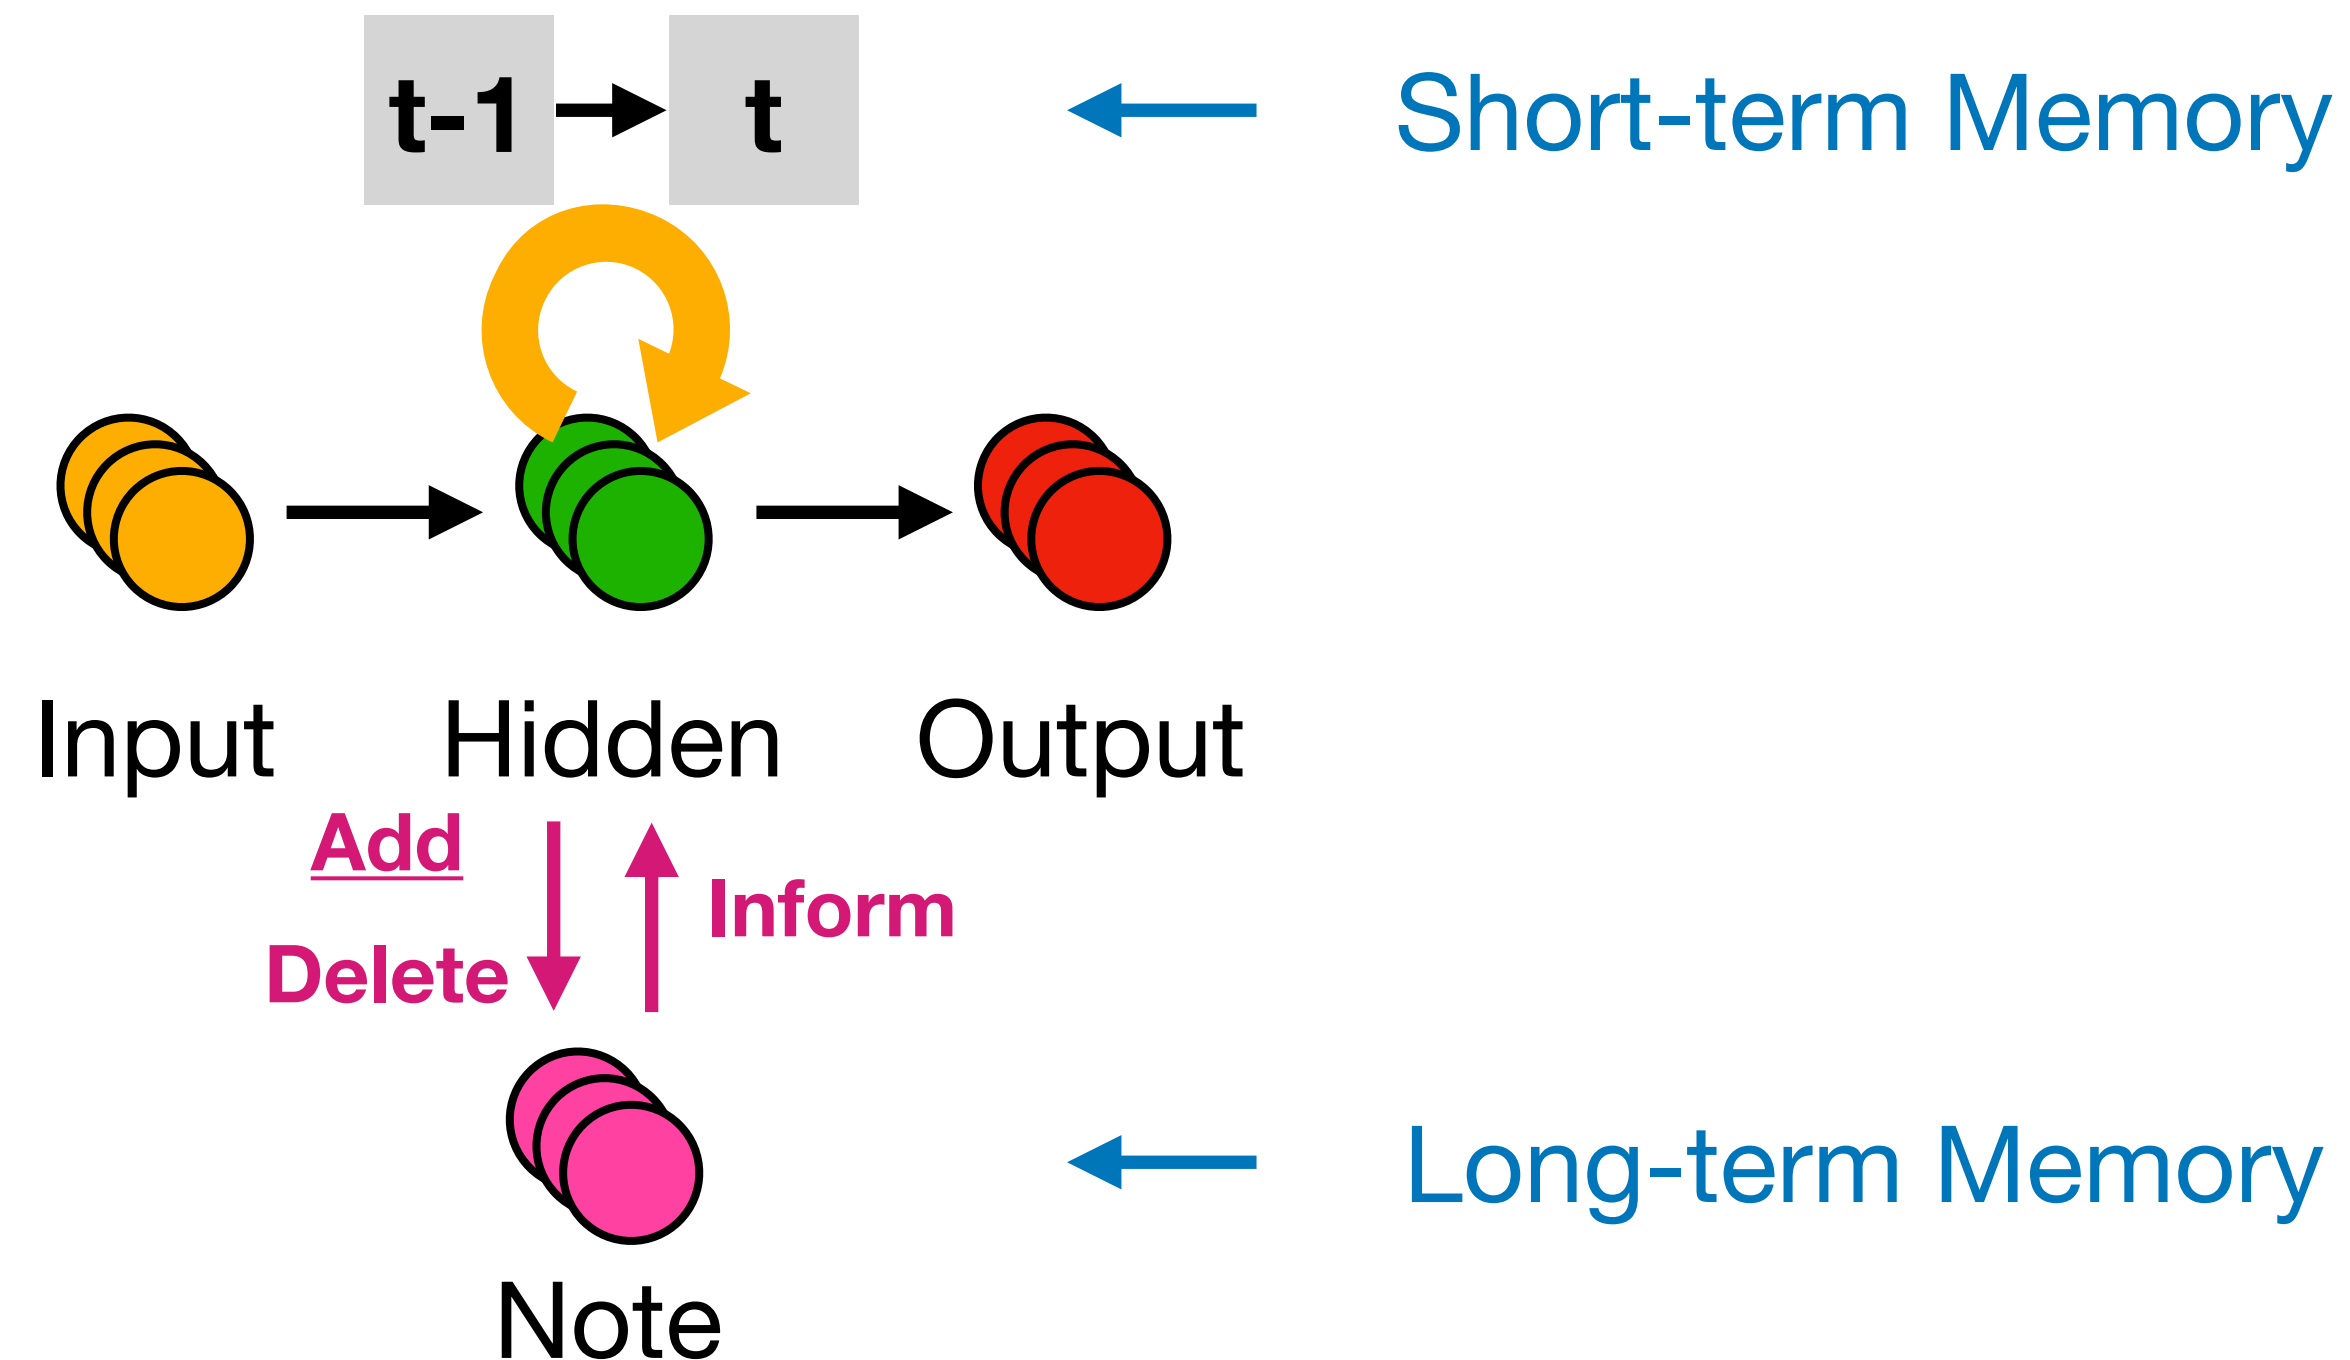 t-1
t
Short-term Memory
Input
Hidden
Output
Add
Inform
Delete
Long-term Memory
Note